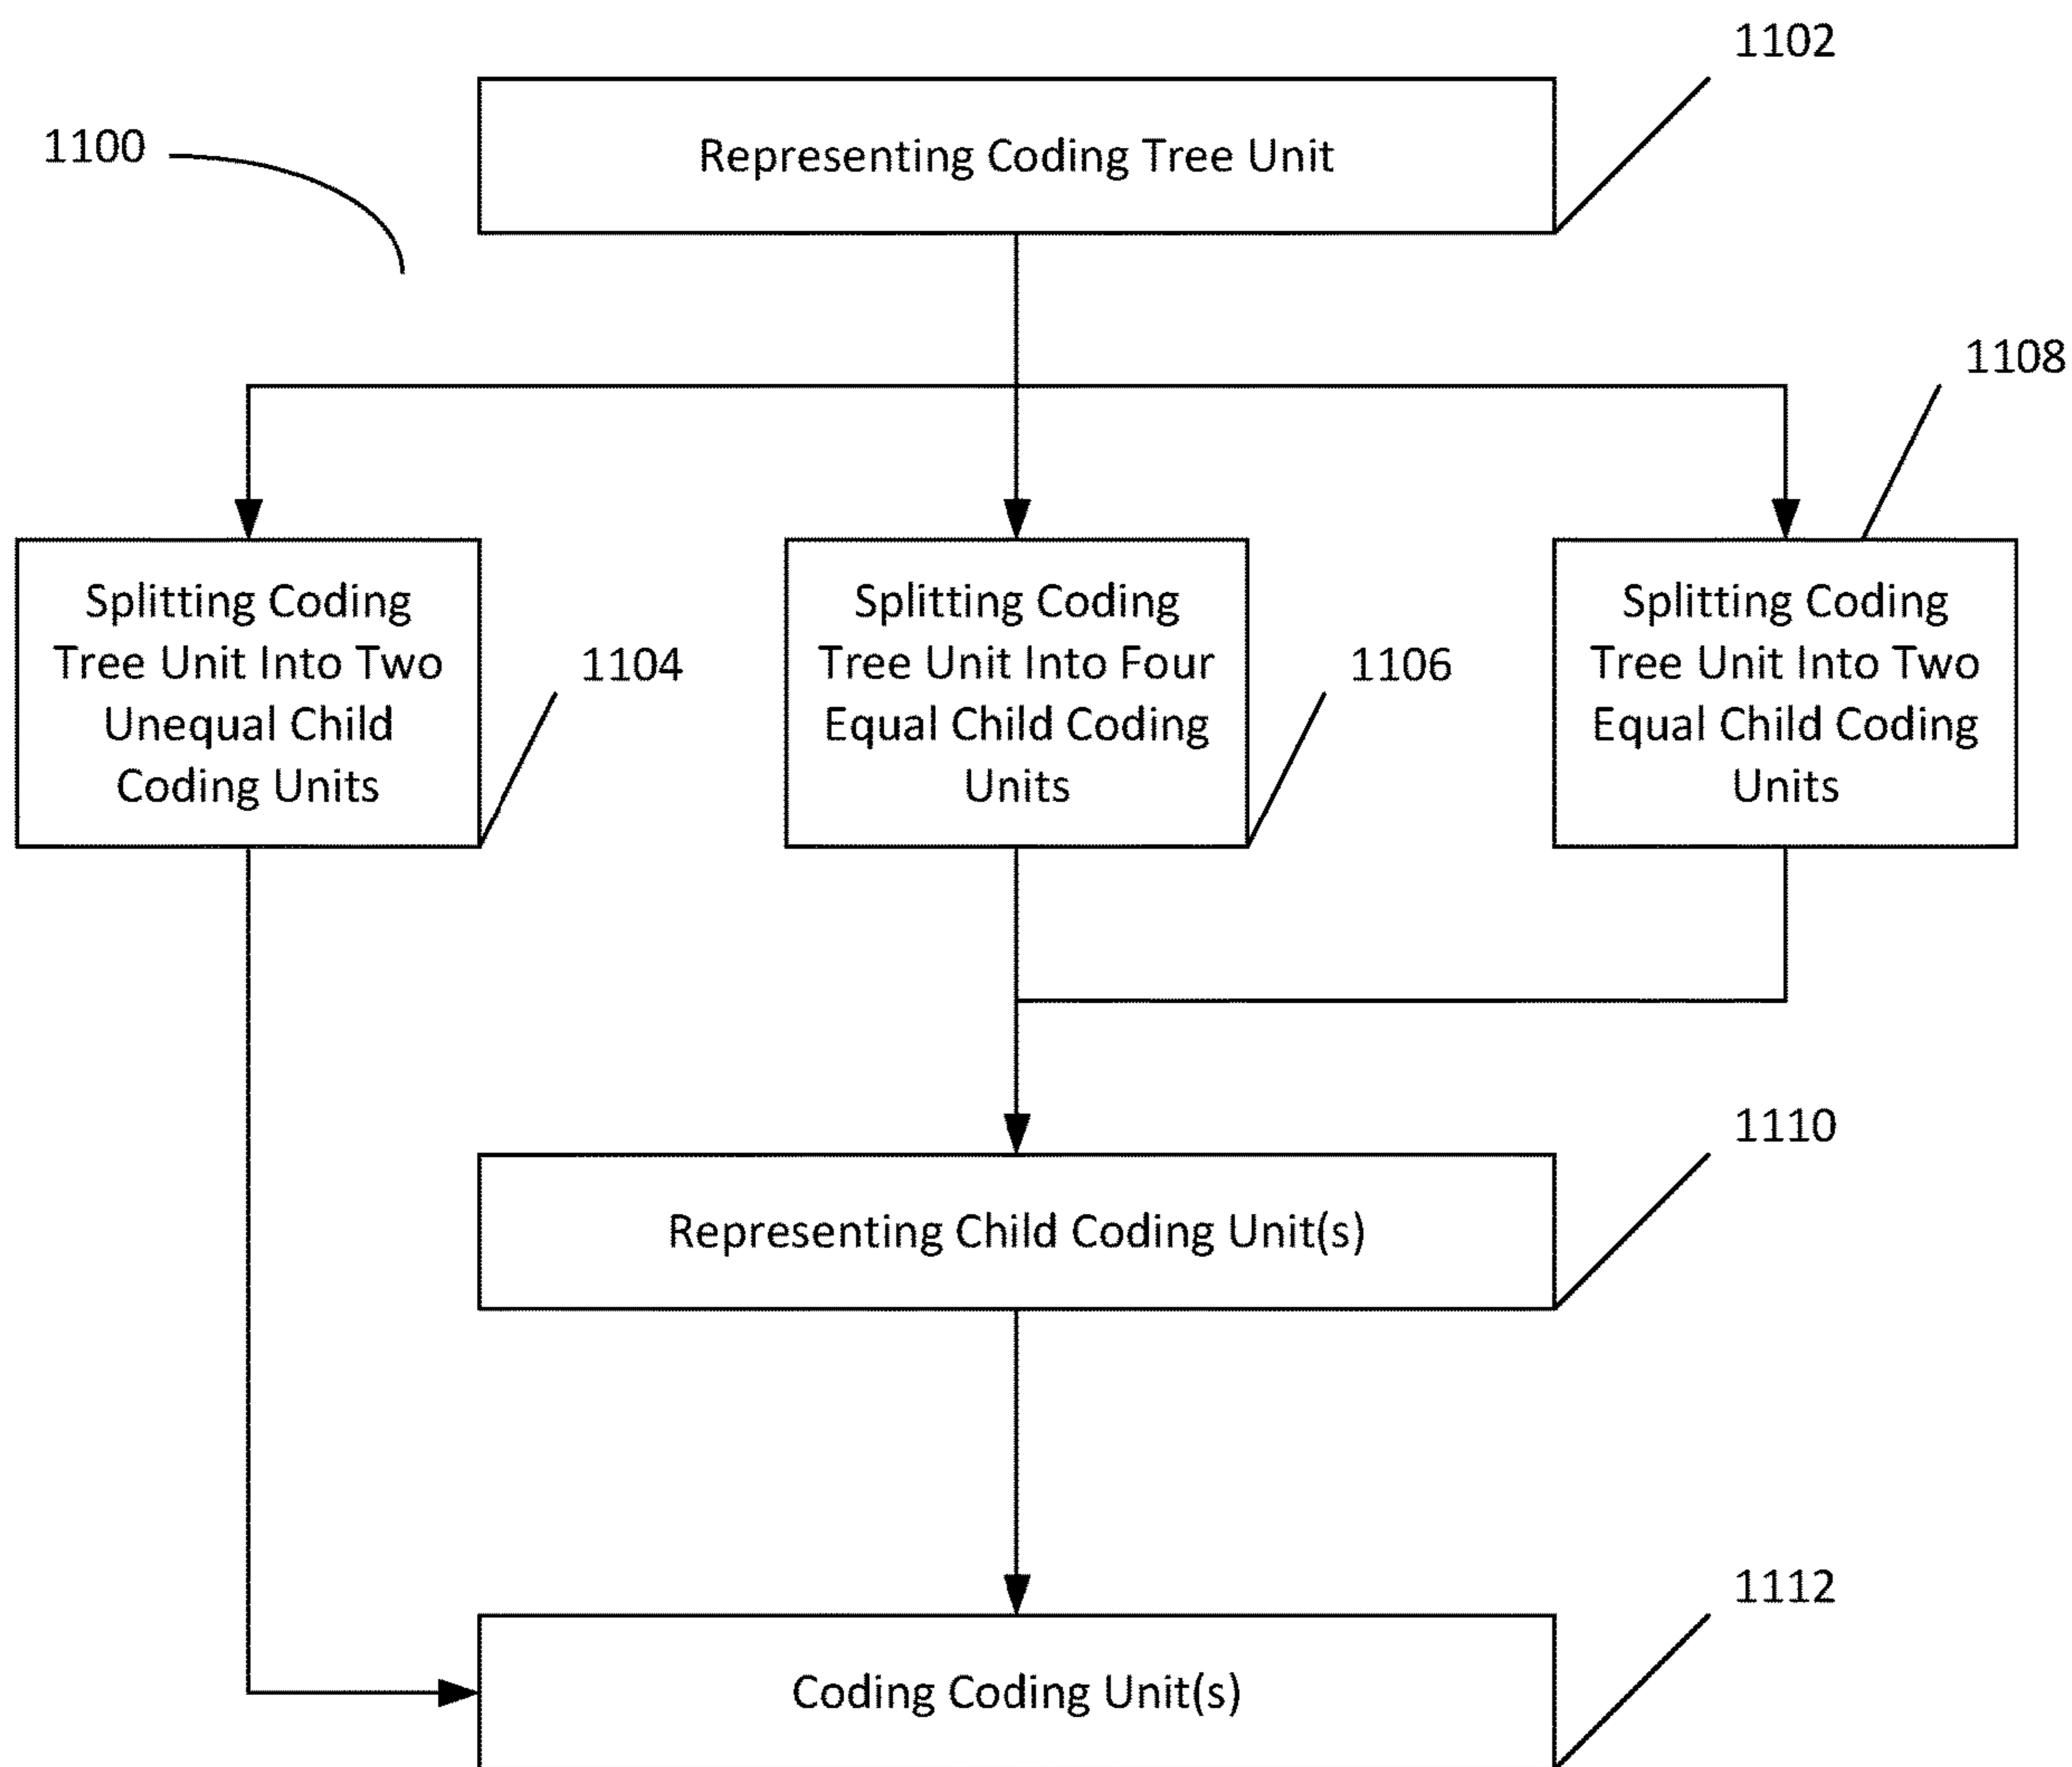 1102
1100
Representing Coding Tree Unit
1108
Splitting Coding
Tree Unit Into Two
Unequal Child
Coding Units
1104
Splitting Coding
Tree Unit Into Four
Equal Child Coding
Units
1106
Splitting Coding
Tree Unit Into Two
Equal Child Coding
Units
1110
Representing Child Coding Unit(s)
1112
Coding Coding Unit(s)